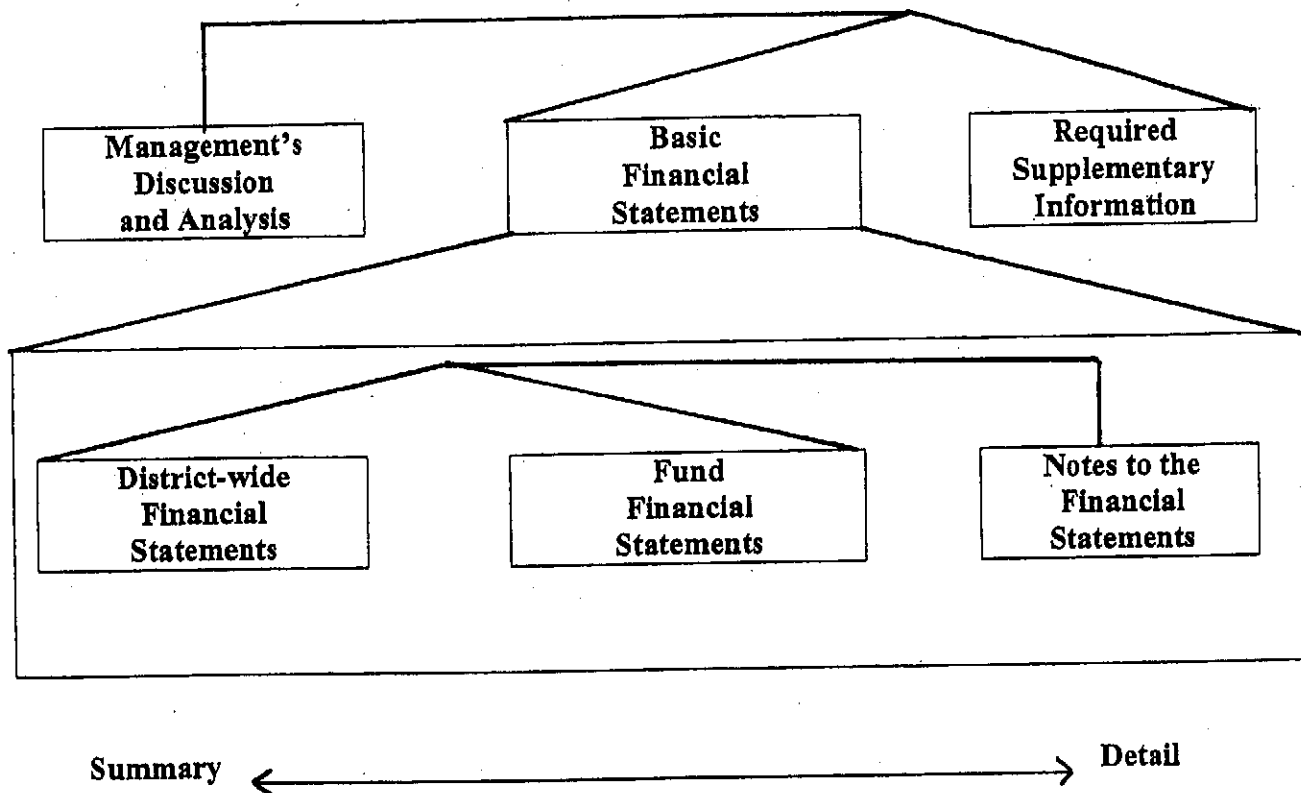 Management's
Discussion
and Analysis
Basic
Financial
Statements
Required
Supplementary
Information
District-wide
Financial
Statements
Fund
Financial
Statements
Notes to the
Financial
Statements
Summary
Detail